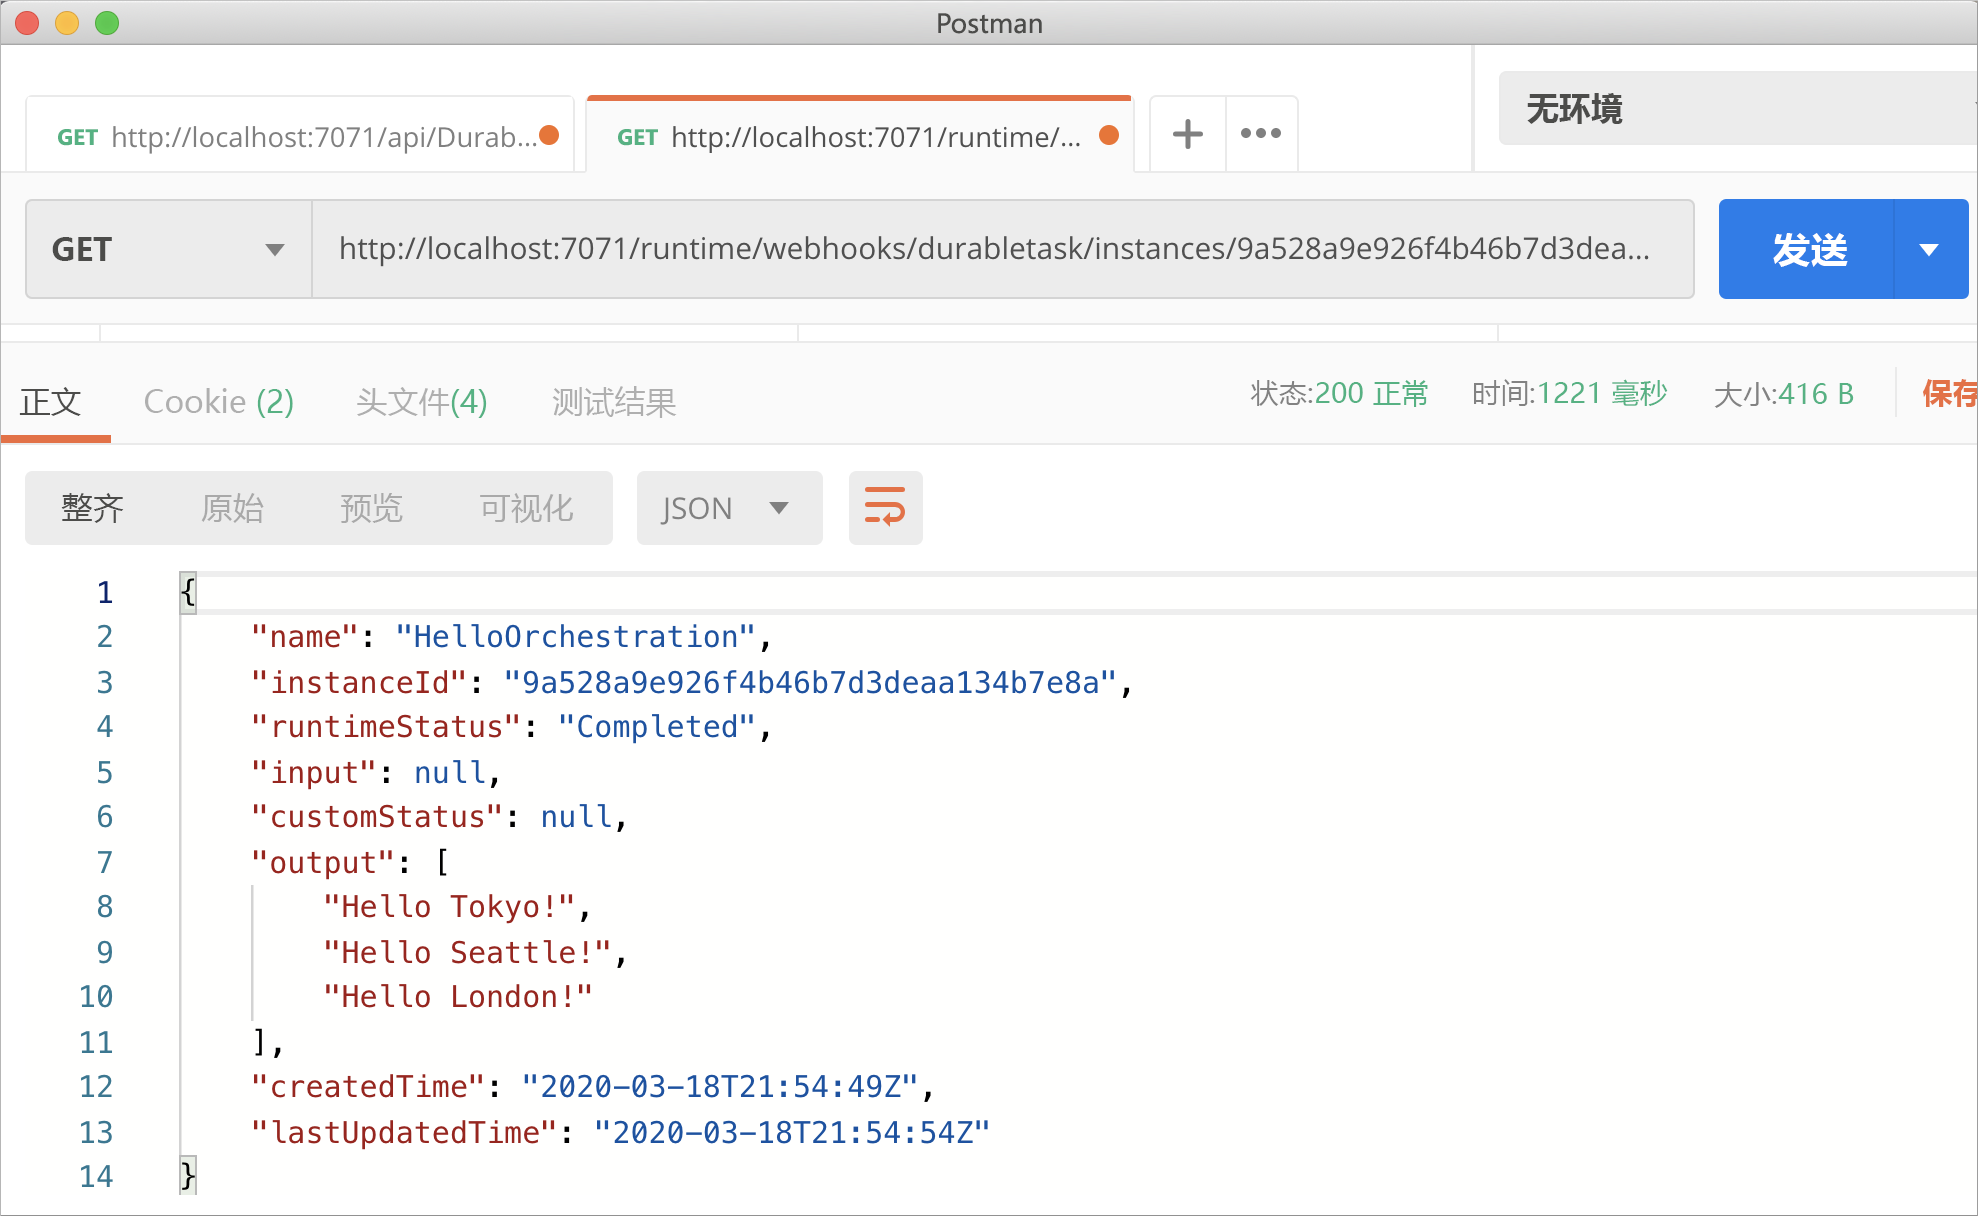 Postman
GET http://localhost:7071/api/Durab...
GET http://localhost:7071/runtime/...
+ •••
无环境
GET
http://localhost:7071/runtime/webhooks/durabletask/instances/9a528a9e926f4b46b7d3dea...
发送
正文 Cookie (2) 头文件(4) 测试结果
状态:200 正常 时间:1221 毫秒 大小:416 B 保存
整齐 原始 预览 可视化 JSON
1 {
2 "name": "HelloOrchestration",
3 "instanceId": "9a528a9e926f4b46b7d3deaa134b7e8a",
4 "runtimeStatus": "Completed",
5 "input": null,
6 "customStatus": null,
7 "output": [
8 "Hello Tokyo!",
9 "Hello Seattle!",
10 "Hello London!"
11 ],
12 "createdTime": "2020-03-18T21:54:49Z",
13 "lastUpdatedTime": "2020-03-18T21:54:54Z"
14 }